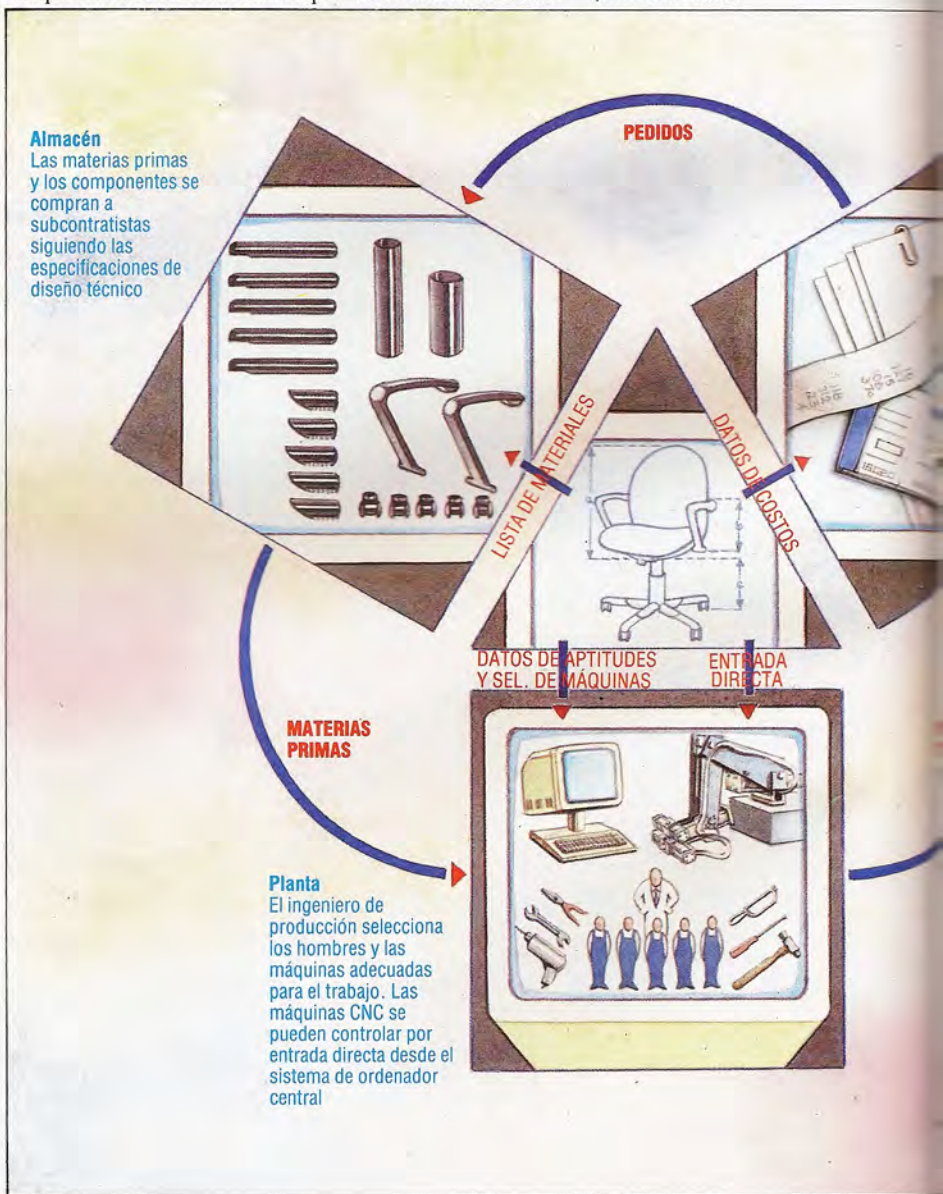 Almacén
Las materias primas
y los componentes se
compran a
subcontratistas
siguiendo las
especificaciones de
diseño técnico
PEDIDOS
LISTA DE MATERIALES
DATOS DE COSTOS
DATOS DE APTITUDES
Y SEL. DE MÁQUINAS
ENTRADA
DIRECTA
MATERIAS
PRIMAS
Planta
El ingeniero de
producción selecciona
los hombres y las
máquinas adecuadas
para el trabajo. Las
máquinas CNC se
pueden controlar por
entrada directa desde el
sistema de ordenador
central